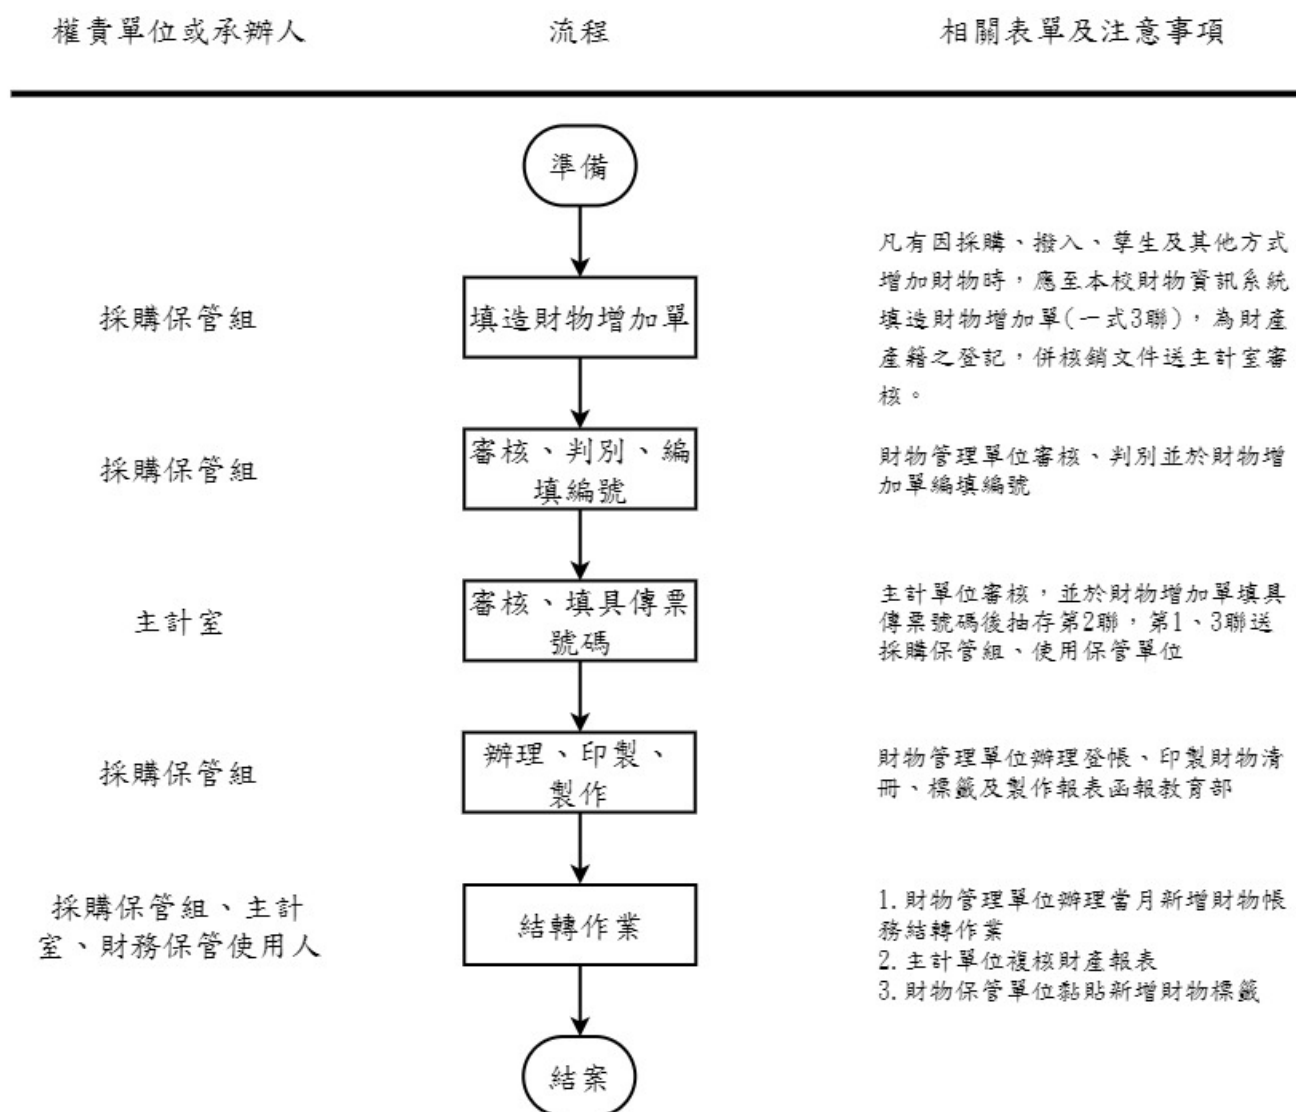 權責單位或承辦人
流程
相關表單及注意事項
準備
採購保管組
填造財物增加單
凡有因採購、撥入、孳生及其他方式
增加財物時，應至本校財物資訊系統
填造財物增加單(一式3聯)，為財產
產籍之登記，併核銷文件送主計室審
核。
採購保管組
審核、判別、編
填編號
財物管理單位審核、判別並於財物增
加單編填編號
主計室
審核、填具傳票
號碼
主計單位審核，並於財物增加單填具
傳票號碼後抽存第2聯，第1、3聯送
採購保管組、使用保管單位
採購保管組
辦理、印製、
製作
財物管理單位辦理登帳、印製財物清
冊、標籤及製作報表函報教育部
採購保管組、主計
室、財務保管使用人
結轉作業
1.財物管理單位辦理當月新增財物帳
務結轉作業
2.主計單位複核財產報表
3.財物保管單位黏貼新增財物標籤
結案